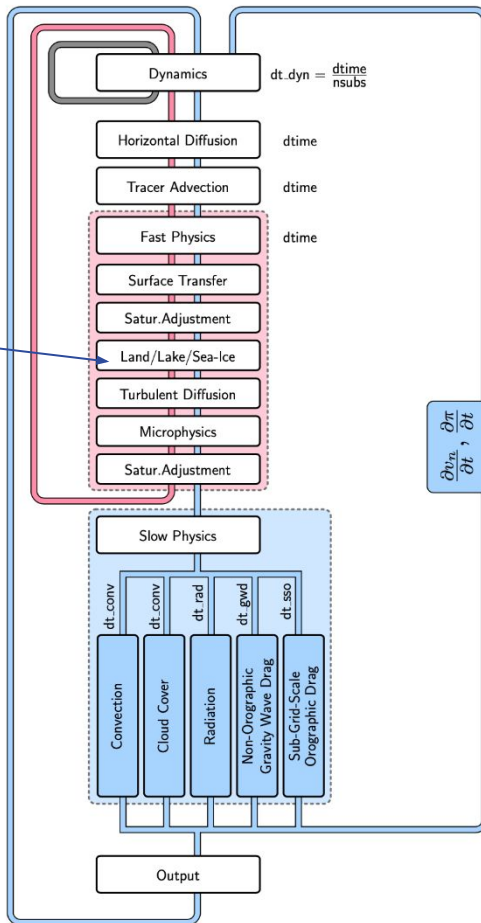 Dynamics
dt_dyn = dtime
nsubs
Horizontal Diffusion
dtime
Tracer Advection
dtime
Fast Physics
dtime
Surface Transfer
Satur.Adjustment
Land/Lake/Sea-Ice
Turbulent Diffusion
Microphysics
Satur.Adjustment
∂vₙ/∂t , ∂π/∂t
Slow Physics
dt_conv
dt_conv
dt_rad
dt_gwd
dt_sso
Convection
Cloud Cover
Radiation
Non-Orographic
Gravity Wave Drag
Sub-Grid-Scale
Orographic Drag
Output